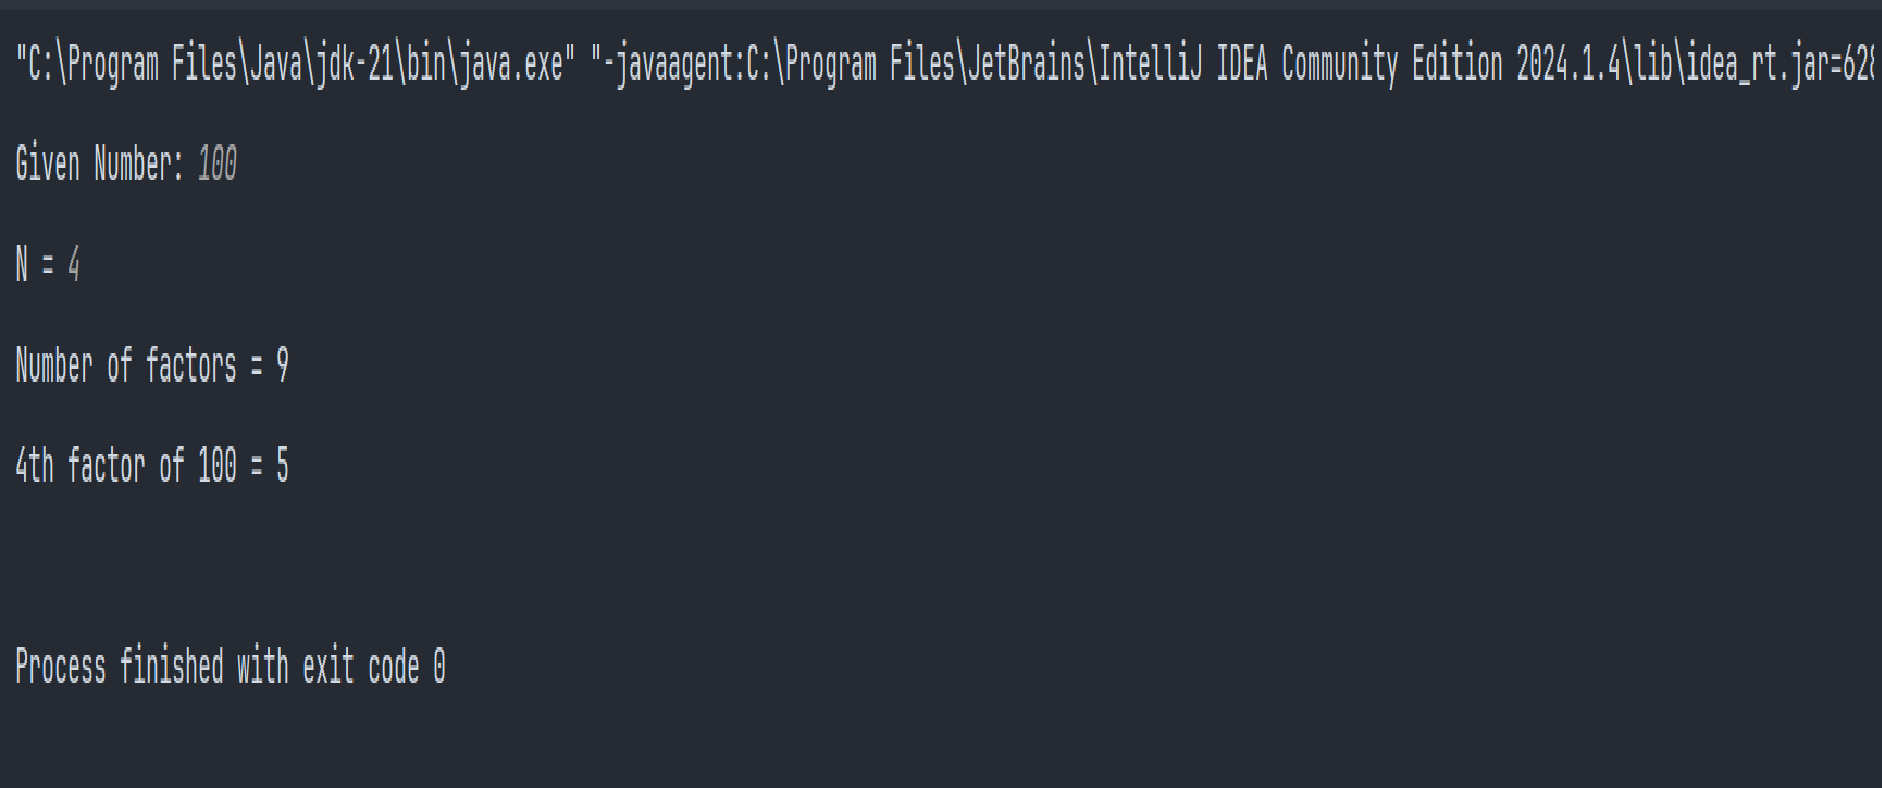 "C:\Program Files\Java\jdk-21\bin\java.exe" "-javaagent:C:\Program Files\JetBrains\IntelliJ IDEA Community Edition 2024.1.4\lib\idea_rt.jar=628
Given Number: 100
N = 4
Number of factors = 9
4th factor of 100 = 5
Process finished with exit code 0